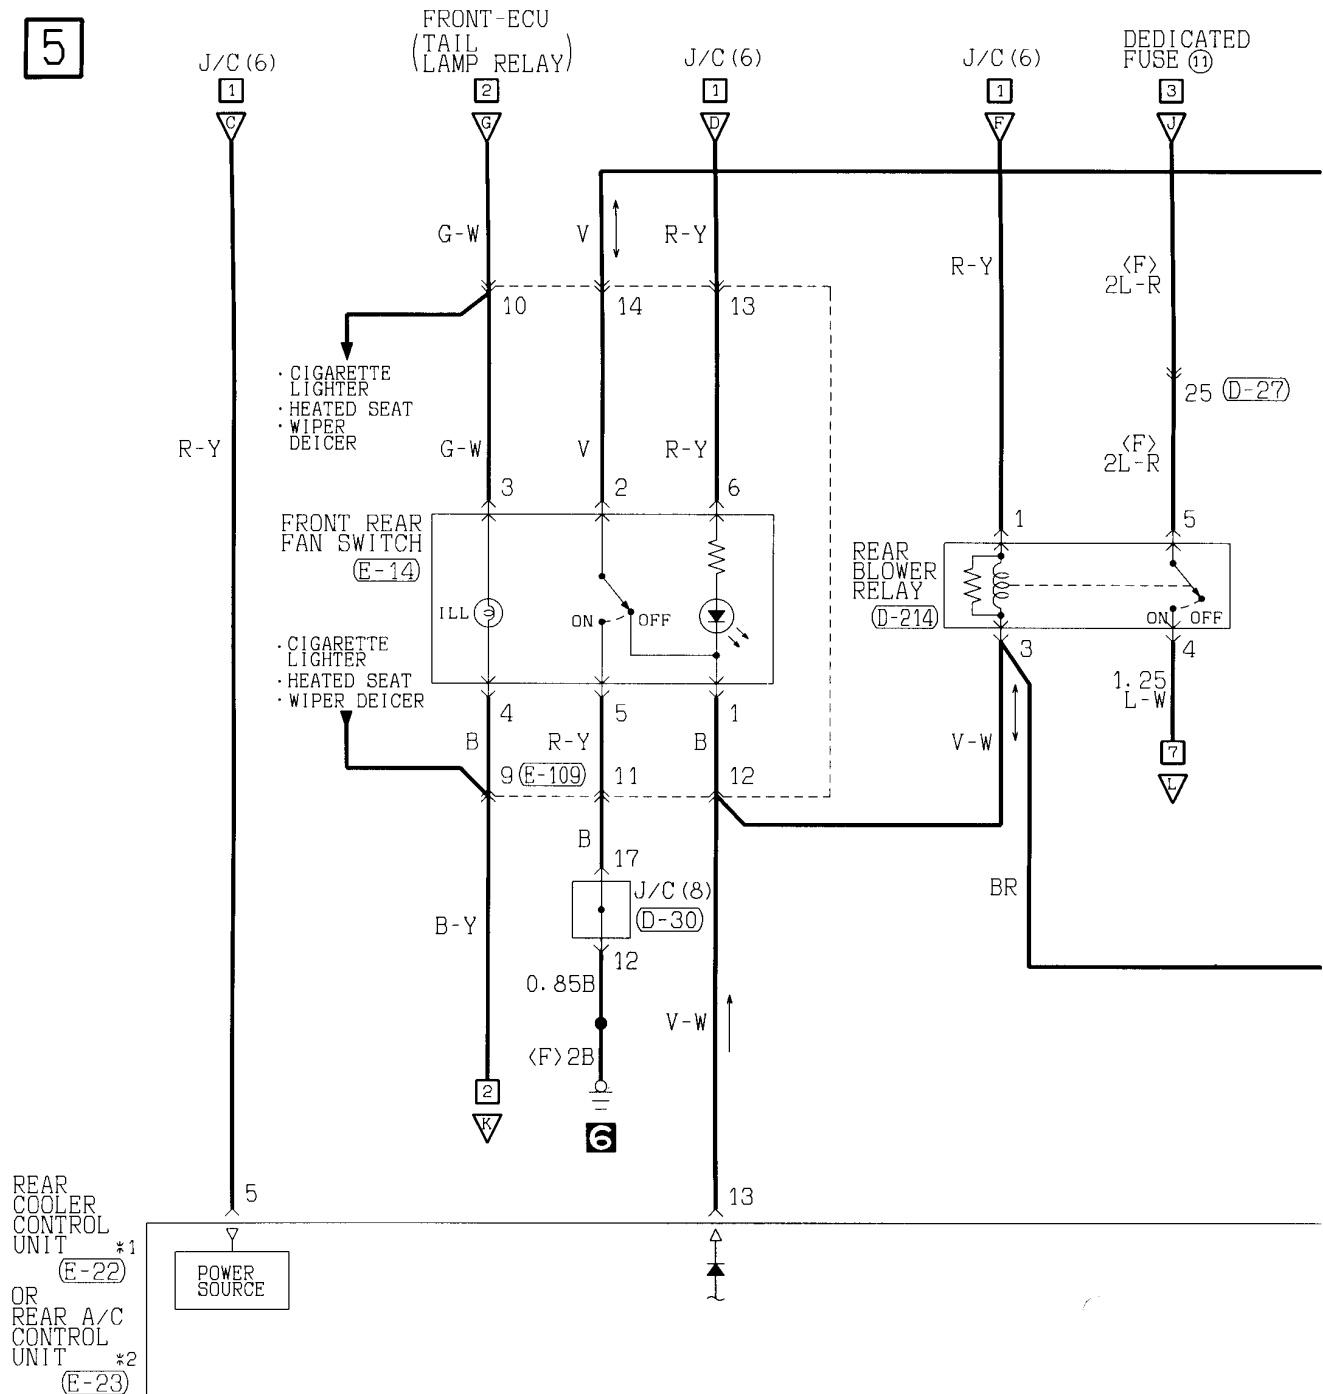 5
FRONT-ECU
(TAIL
LAMP RELAY)
DEDICATED
FUSE ⑪
J/C(6)
J/C(6)
J/C(6)
1
2
1
1
3
C
G
D
F
J
G-W
V
R-Y
R-Y
<F>
2L-R
10
14
13
· CIGARETTE
LIGHTER
· HEATED SEAT
· WIPER
DEICER
25 (D-27)
R-Y
G-W
V
R-Y
<F>
2L-R
3
2
6
1
5
FRONT REAR
FAN SWITCH
(E-14)
REAR
BLOWER
RELAY
(D-214)
ILL
ON
OFF
ON
OFF
· CIGARETTE
LIGHTER
· HEATED SEAT
· WIPER DEICER
3
4
1.25
L-W
4
5
1
B
R-Y
B
V-W
7
9 (E-109)
11
12
L
B
17
J/C(8)
(D-30)
BR
B-Y
12
0.85B
V-W
<F>2B
2
K
6
REAR
COOLER
CONTROL
UNIT *1
(E-22)
OR
REAR A/C
CONTROL
UNIT *2
(E-23)
5
13
POWER
SOURCE